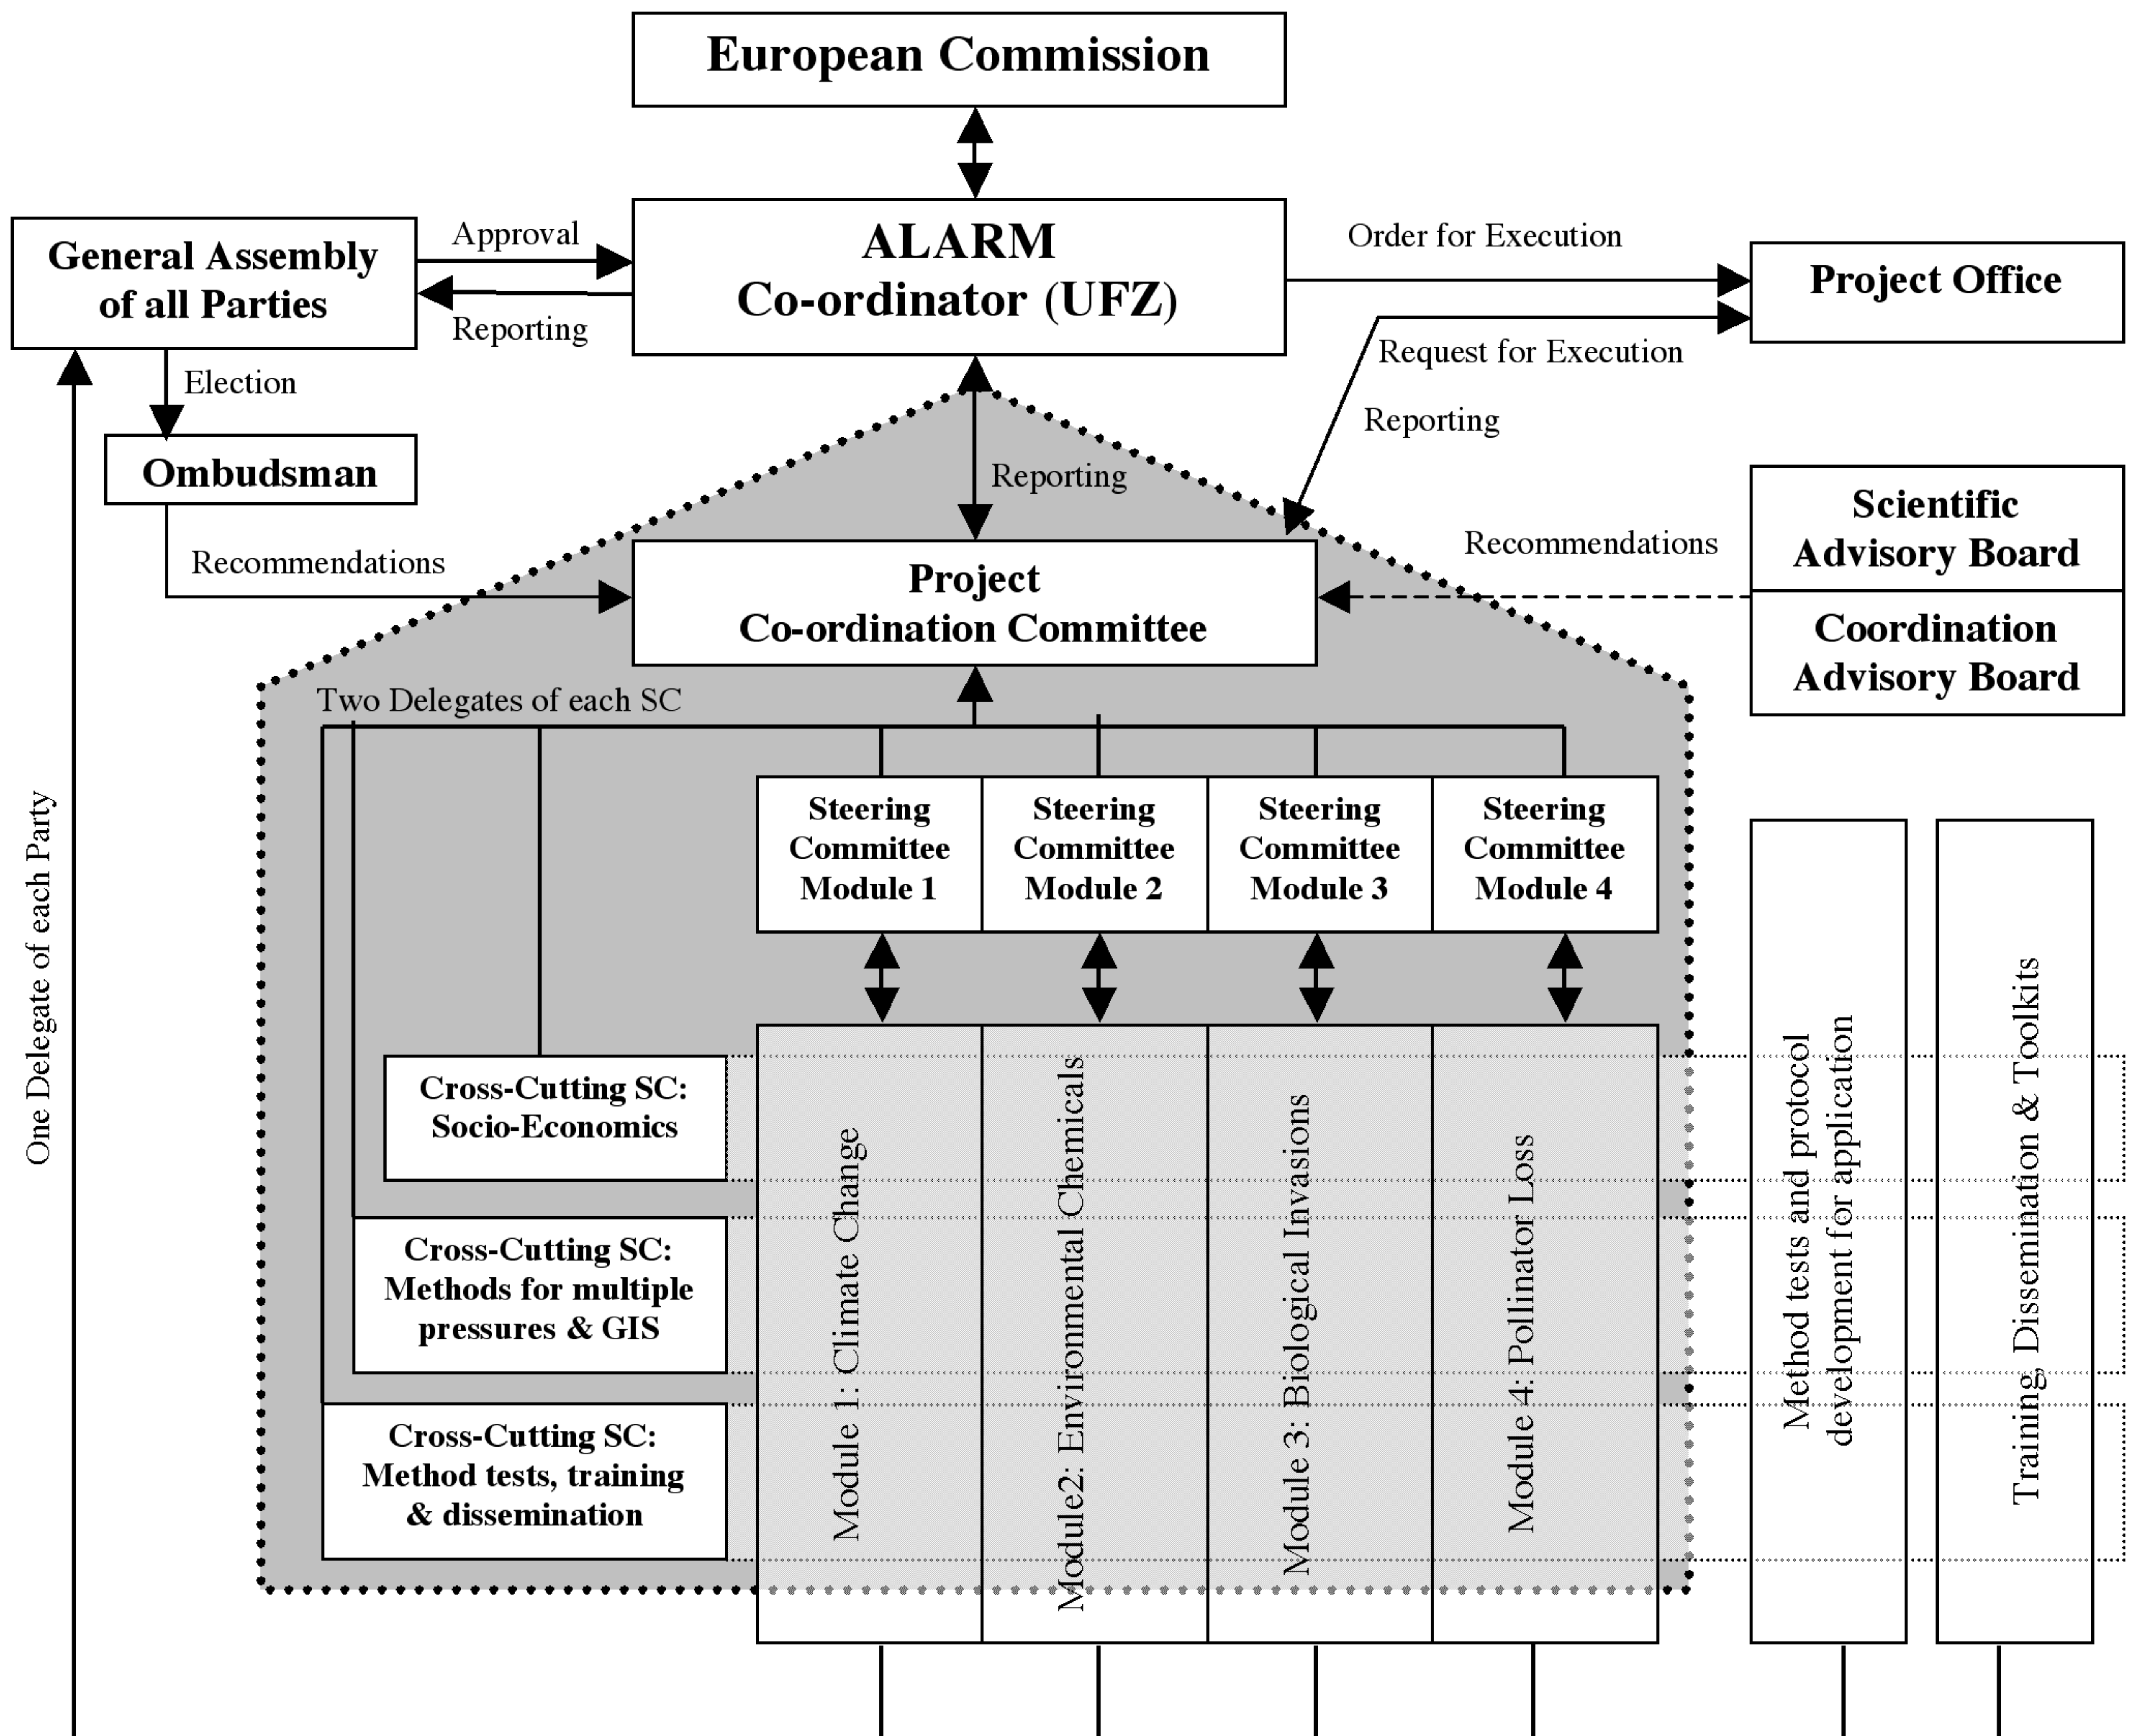 European Commission
General Assembly
of all Parties
Approval
Reporting
ALARM
Co-ordinator (UFZ)
Order for Execution
Project Office
Request for Execution
Reporting
Election
Ombudsman
Recommendations
Reporting
Recommendations
Scientific
Advisory Board
Coordination
Advisory Board
Project
Co-ordination Committee
Two Delegates of each SC
One Delegate of each Party
Steering
Committee
Module 1
Steering
Committee
Module 2
Steering
Committee
Module 3
Steering
Committee
Module 4
Cross-Cutting SC:
Socio-Economics
Cross-Cutting SC:
Methods for multiple
pressures & GIS
Cross-Cutting SC:
Method tests, training
& dissemination
Module 1: Climate Change
Module2: Environmental Chemicals
Module 3: Biological Invasions
Module 4: Pollinator Loss
Method tests and protocol
development for application
Training, Dissemination & Toolkits